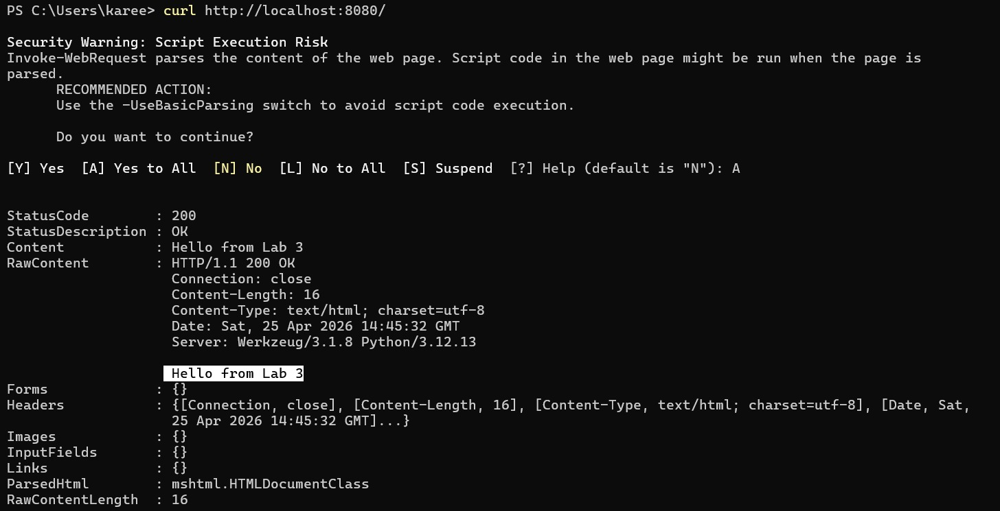 PS C:\Users\karee> curl http://localhost:8080/
Security Warning: Script Execution Risk
Invoke-WebRequest parses the content of the web page. Script code in the web page might be run when the page is
parsed.
      RECOMMENDED ACTION:
      Use the -UseBasicParsing switch to avoid script code execution.
      Do you want to continue?
[Y] Yes  [A] Yes to All  [N] No  [L] No to All  [S] Suspend  [?] Help (default is "N"): A
StatusCode        : 200
StatusDescription : OK
Content           : Hello from Lab 3
RawContent        : HTTP/1.1 200 OK
                    Connection: close
                    Content-Length: 16
                    Content-Type: text/html; charset=utf-8
                    Date: Sat, 25 Apr 2026 14:45:32 GMT
                    Server: Werkzeug/3.1.8 Python/3.12.13
                    Hello from Lab 3
Forms             : {}
Headers           : {[Connection, close], [Content-Length, 16], [Content-Type, text/html; charset=utf-8], [Date, Sat,
                    25 Apr 2026 14:45:32 GMT]...}
Images            : {}
InputFields       : {}
Links             : {}
ParsedHtml        : mshtml.HTMLDocumentClass
RawContentLength  : 16